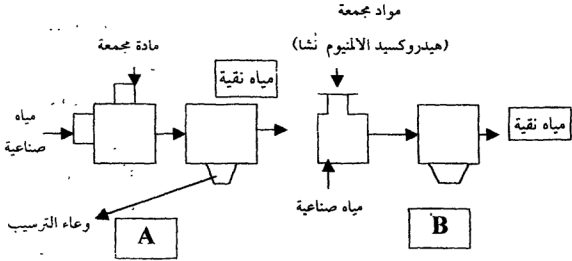 مواد مجمعة
(هيدروكسيد الالمنيوم نشا)
مادة مجمعة
مياه نقية
مياه
صناعية
مياه نقية
مياه صناعية
وعاء الترسيب
A
B